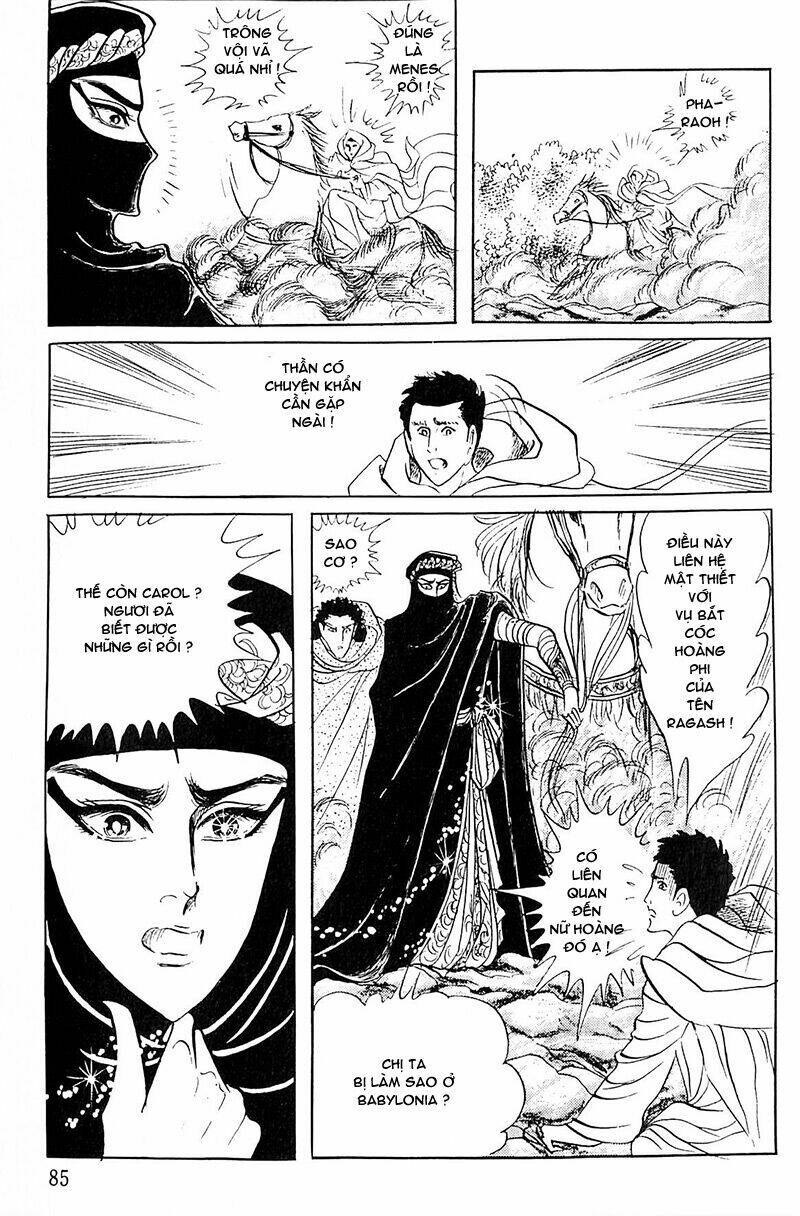 PHA-
RAOH !
ĐÚNG
LÀ
MENES
RỒI !
TRÔNG
VỘI VÃ
QUÁ NHỈ !
THẦN CÓ
CHUYỆN KHẨN
CẦN GẶP
NGÀI !
ĐIỀU NÀY
LIÊN HỆ
MẬT THIẾT
VỚI
VỤ BẮT
CÓC
HOÀNG
PHI
CỦA
TÊN
RAGASH !
SAO
CƠ ?
CÓ
LIÊN
QUAN
ĐẾN
NỮ HOÀNG
ĐÓ Ạ !
CHỊ TA
BỊ LÀM SAO Ở
BABYLONIA ?
THẾ CÒN CAROL ?
NGƯƠI ĐÃ
BIẾT ĐƯỢC
NHŨNG GÌ RỒI ?
85